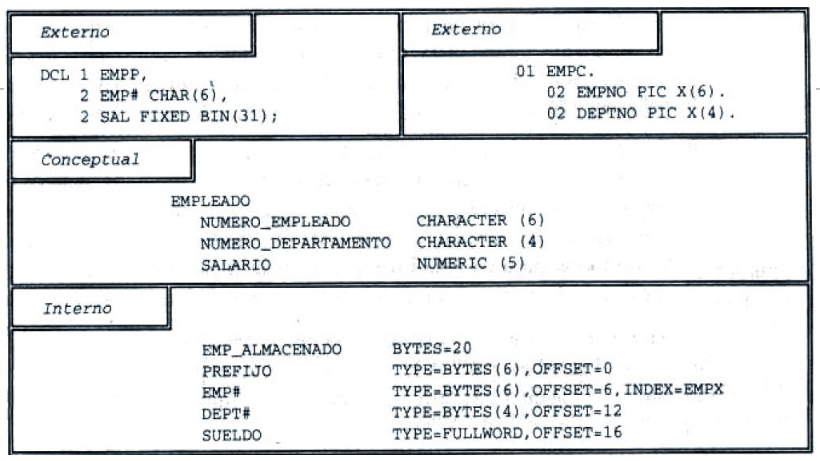 Externo
DCL 1 EMPP,
2 EMP# CHAR(6),
2 SAL FIXED BIN(31);
Externo
01 EMPC.
02 EMPNO PIC X(6).
02 DEPTNO PIC X(4).
Conceptual
EMPLEADO
NUMERO_EMPLEADO CHARACTER (6)
NUMERO_DEPARTAMENTO CHARACTER (4)
SALARIO NUMERIC (5)
Interno
EMP_ALMACENADO BYTES=20
PREFIJO TYPE=BYTES(6),OFFSET=0
EMP# TYPE=BYTES(6),OFFSET=6,INDEX=EMPX
DEPT# TYPE=BYTES(4),OFFSET=12
SUELDO TYPE=FULLWORD,OFFSET=16